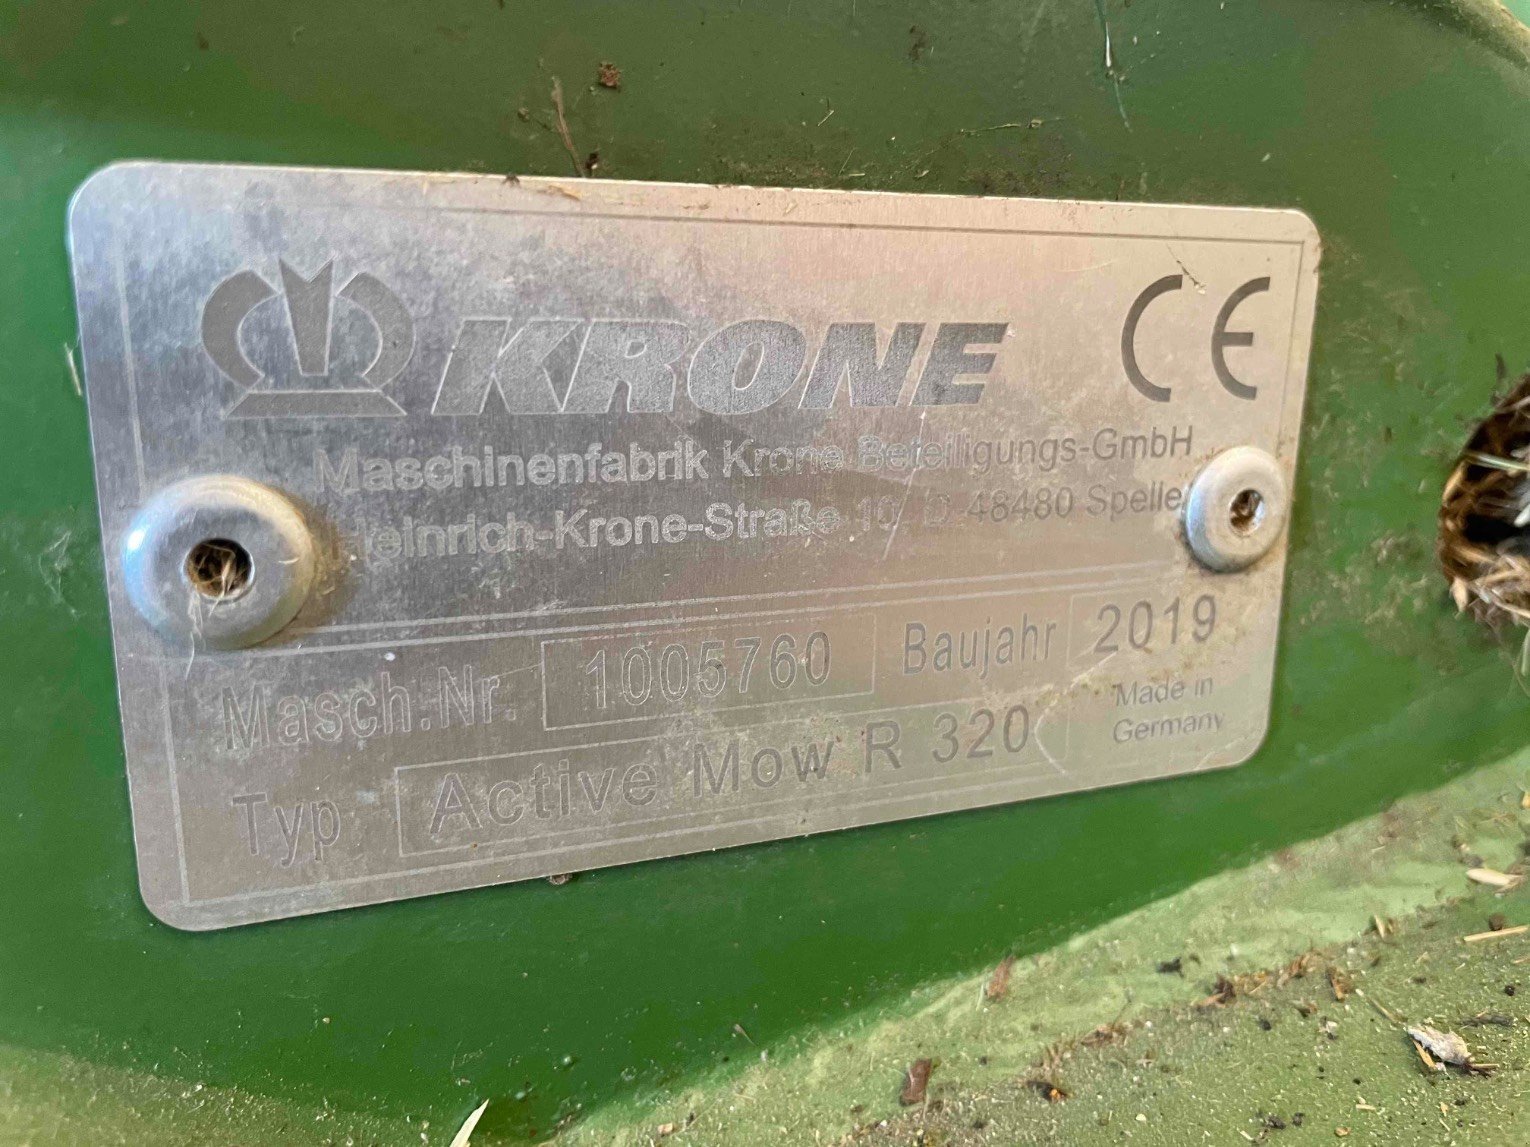 KRONE CE
Maschinenfabrik Krone Beteiligungs-GmbH
Heinrich-Krone-Straße 10, D-48480 Spelle
Masch.Nr. 1005760 Baujahr 2019
Typ Active Mow R 320 Made in
Germany